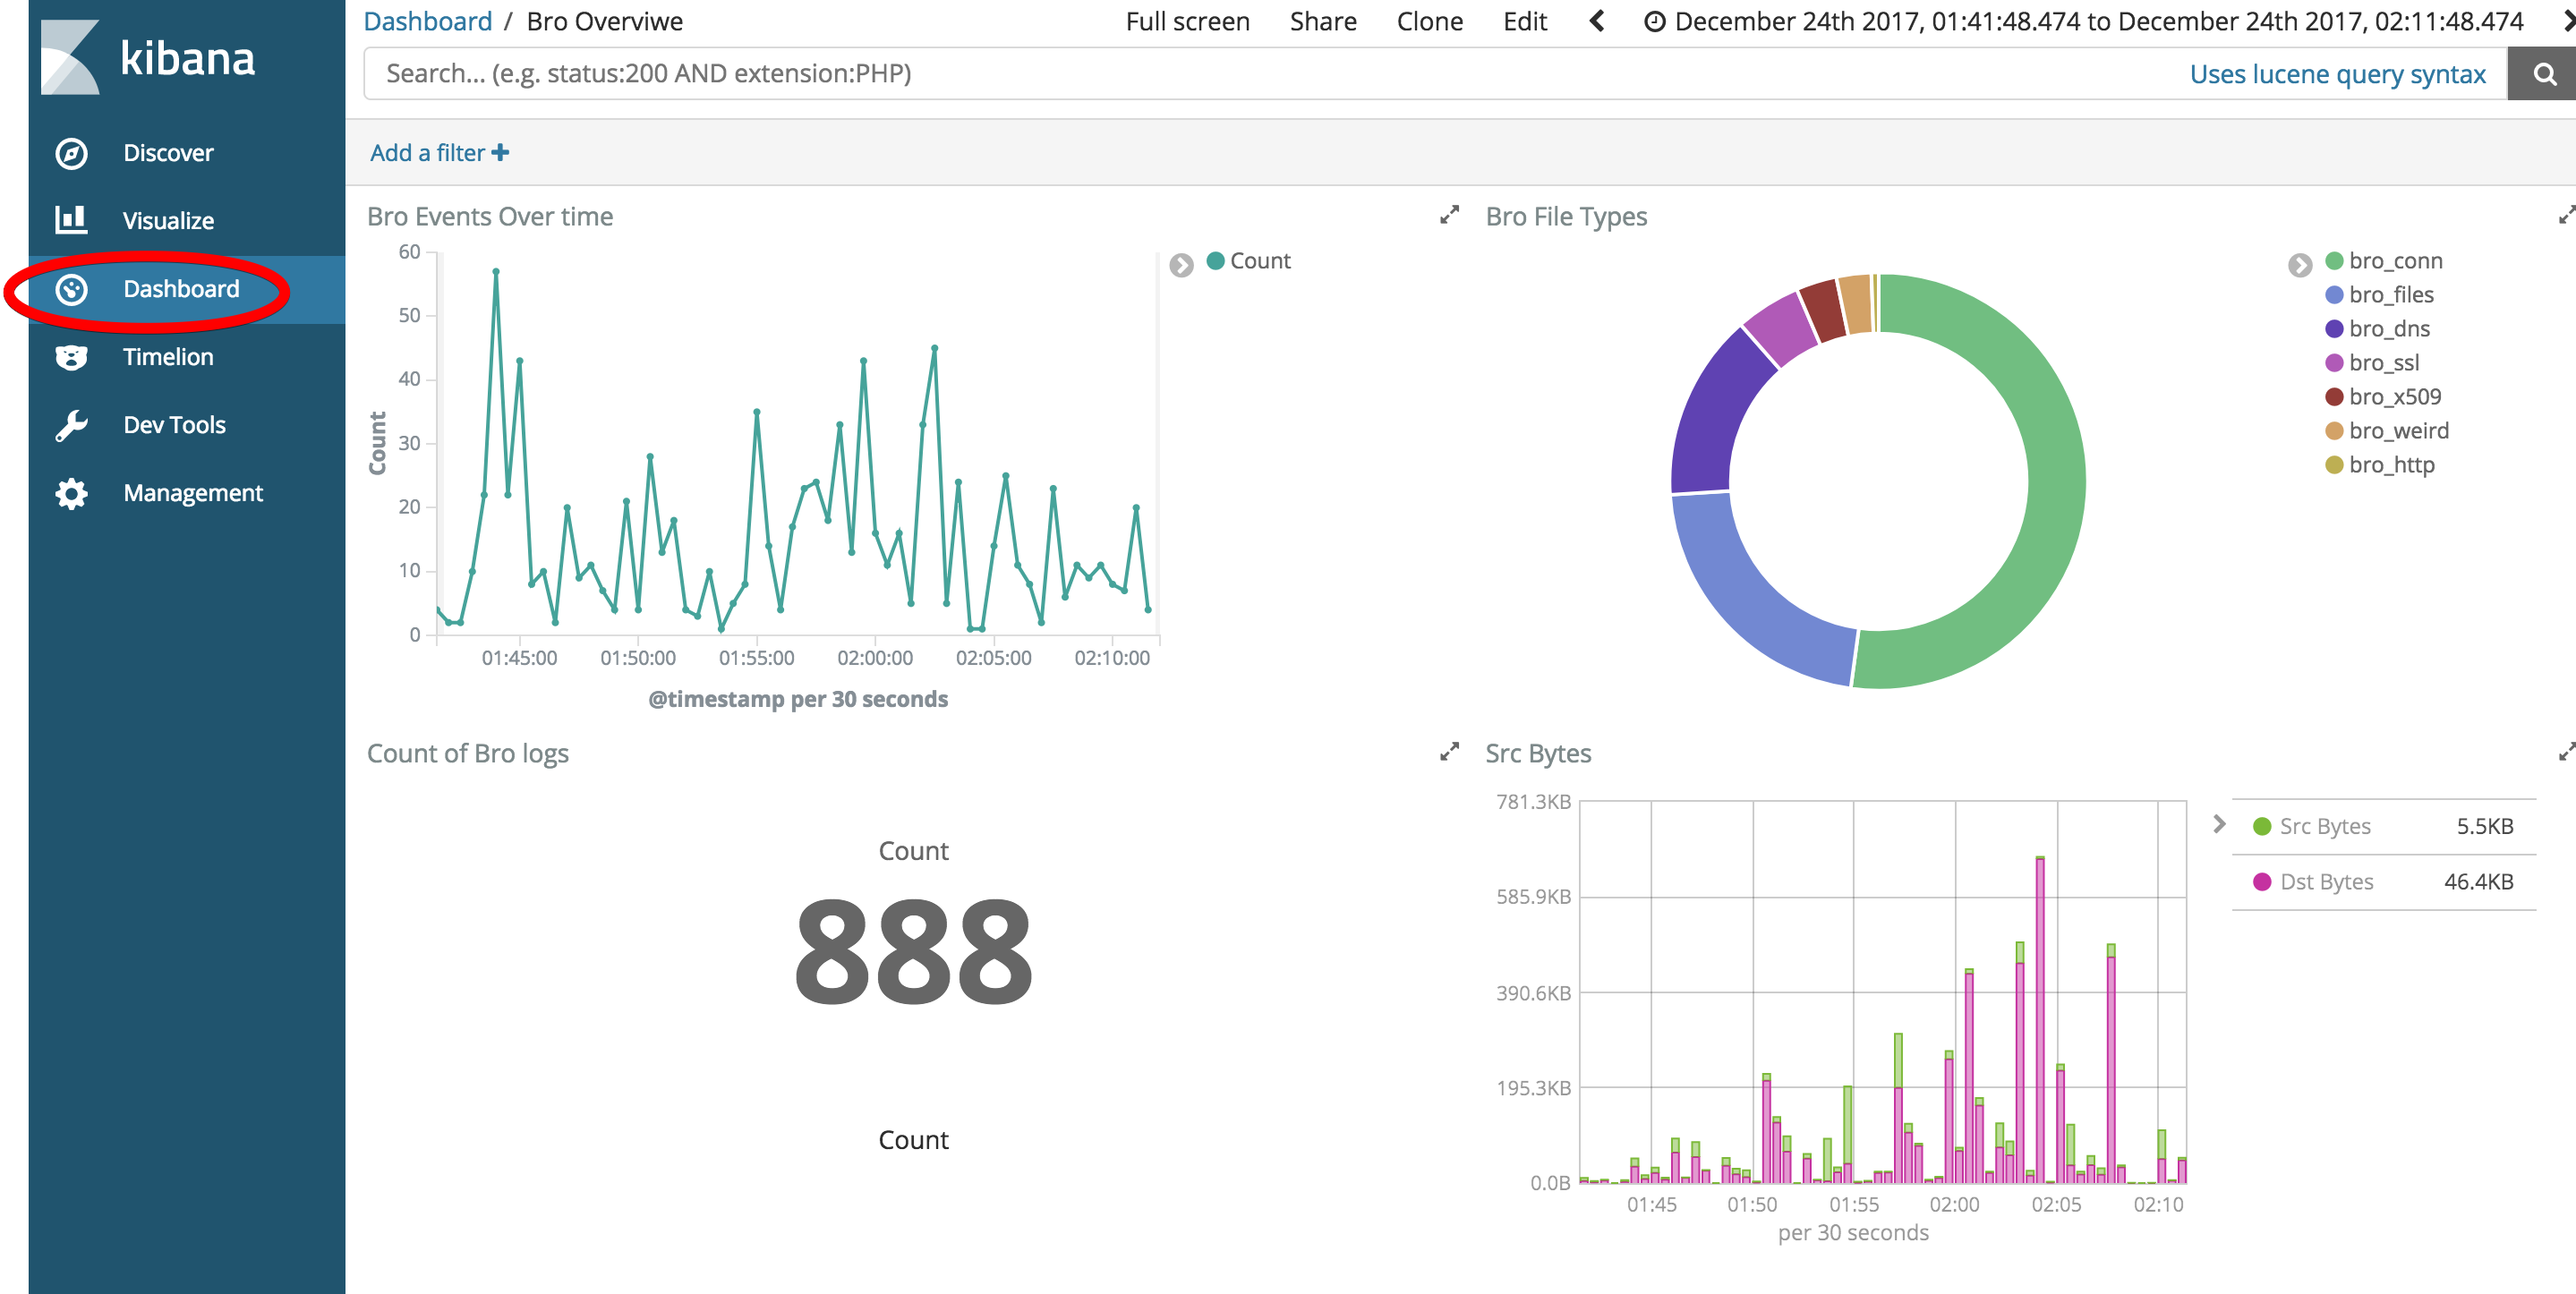 kibana
Discover
Visualize
Dashboard
Timelion
Dev Tools
Management
Dashboard / Bro Overviwe
Full screen Share Clone Edit December 24th 2017, 01:41:48.474 to December 24th 2017, 02:11:48.474
Search... (e.g. status:200 AND extension:PHP) Uses lucene query syntax
Add a filter +
Bro Events Over time
60
50
40
30
20
10
0
Count
01:45:00 01:50:00 01:55:00 02:00:00 02:05:00 02:10:00
@timestamp per 30 seconds
Count
Bro File Types
bro_conn
bro_files
bro_dns
bro_ssl
bro_x509
bro_weird
bro_http
Count of Bro logs
Count
888
Count
Src Bytes
781.3KB
585.9KB
390.6KB
195.3KB
0.0B
01:45 01:50 01:55 02:00 02:05 02:10
per 30 seconds
Src Bytes 5.5KB
Dst Bytes 46.4KB